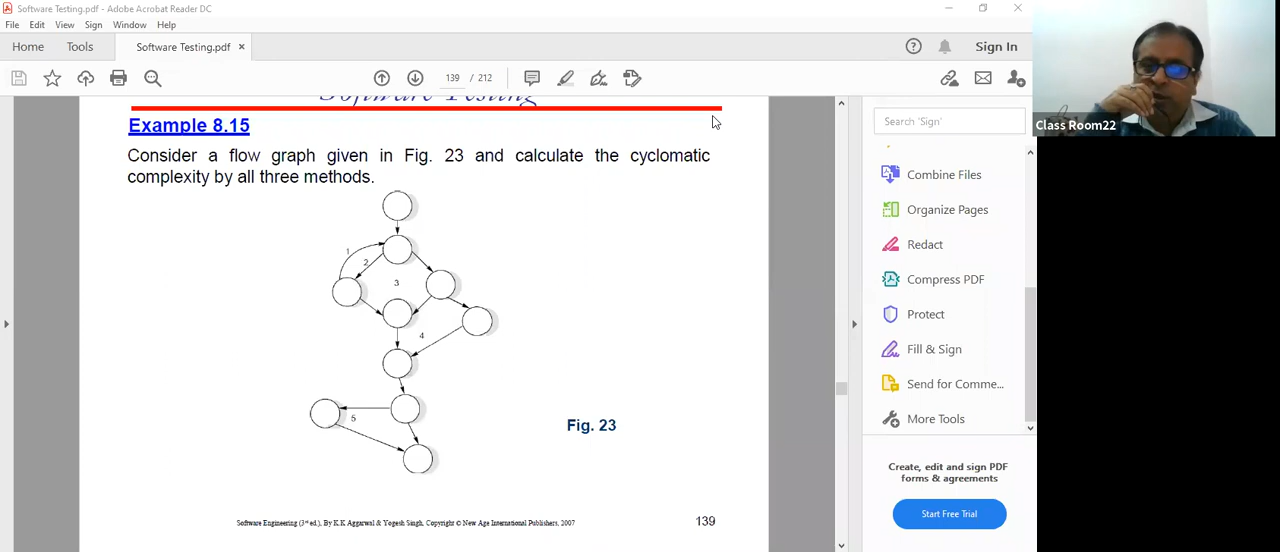 Software Testing.pdf - Adobe Acrobat Reader DC
File Edit View Sign Window Help
Home Tools Software Testing.pdf × Sign In
139 / 212
Software Testing
Example 8.15
Consider a flow graph given in Fig. 23 and calculate the cyclomatic
complexity by all three methods.
1
2
3
4
5
Fig. 23
Software Engineering (3rd ed.), By K.K Aggarwal & Yogesh Singh, Copyright © New Age International Publishers, 2007
139
Search 'Sign'
Combine Files
Organize Pages
Redact
Compress PDF
Protect
Fill & Sign
Send for Comme...
More Tools
Create, edit and sign PDF
forms & agreements
Start Free Trial
Class Room22